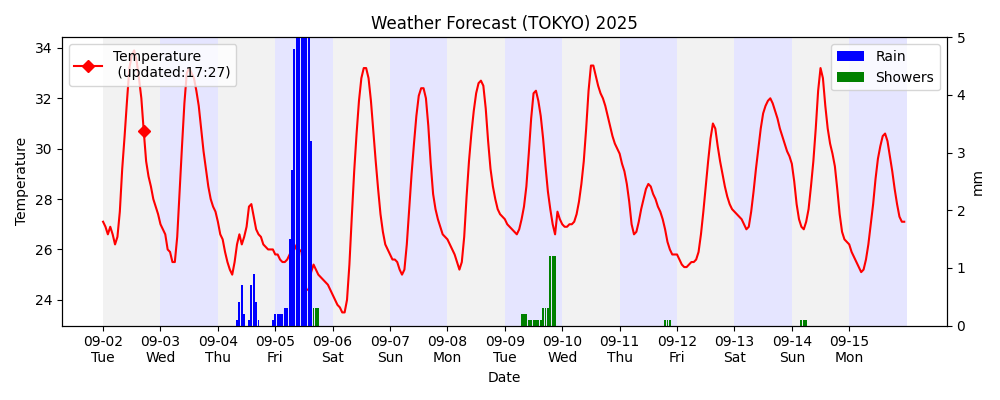 Weather Forecast (TOKYO) 2025
Temperature
(updated:17:27)
Rain
Showers
Temperature
34
32
30
28
26
24
5
4
3
2
1
0
mm
09-02 09-03 09-04 09-05 09-06 09-07 09-08 09-09 09-10 09-11 09-12 09-13 09-14 09-15
Tue Wed Thu Fri Sat Sun Mon Tue Wed Thu Fri Sat Sun Mon
Date